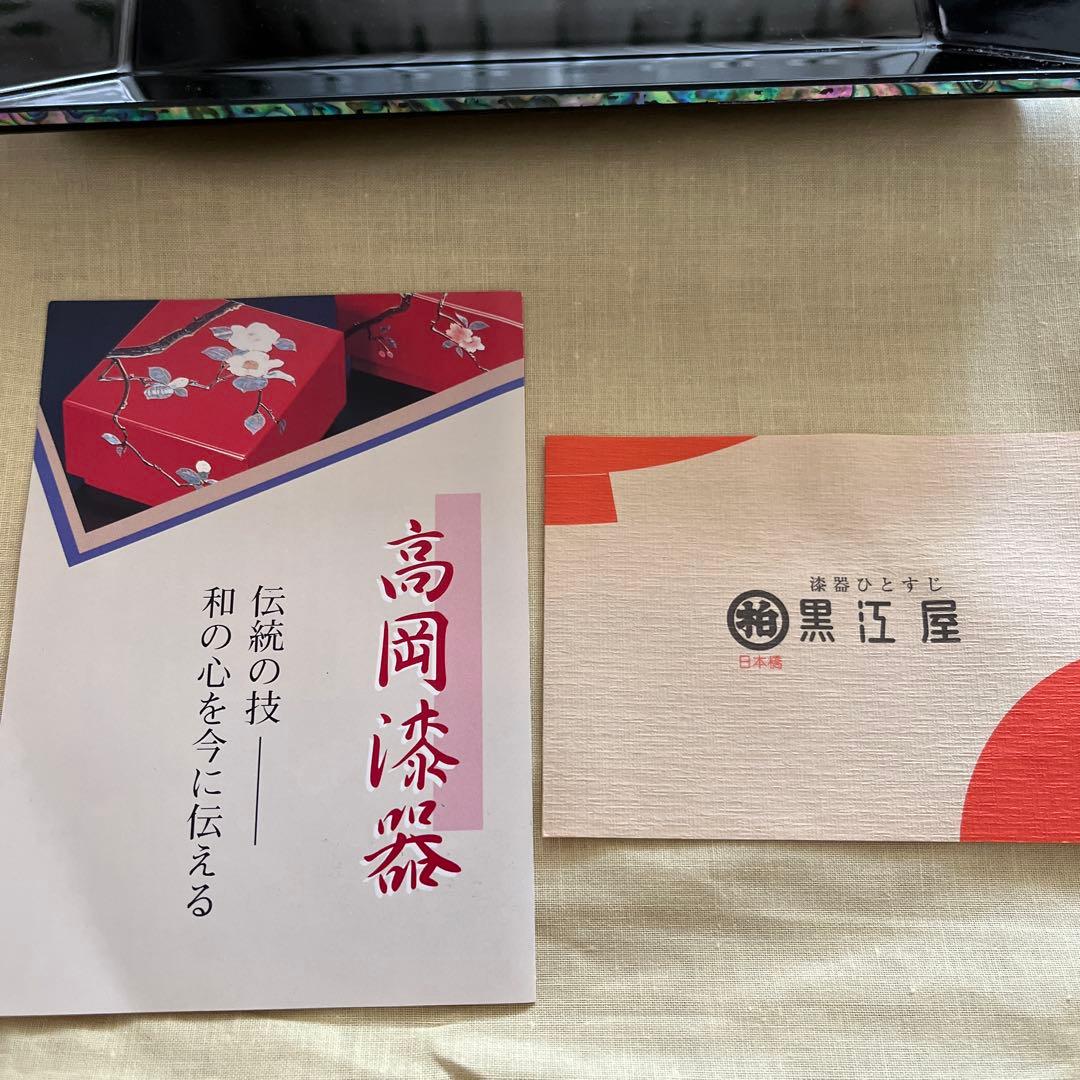 高岡漆器
伝統の技――
和の心を今に伝える
漆器ひとすじ
柏 黒江屋
日本橋